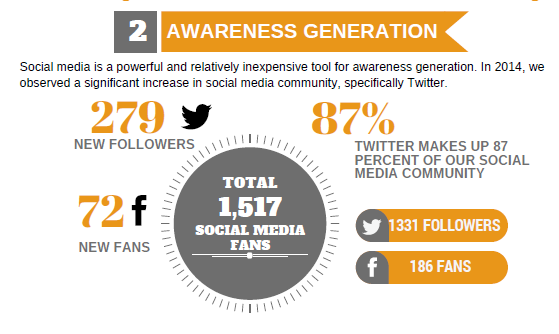 2 AWARENESS GENERATION
Social media is a powerful and relatively inexpensive tool for awareness generation. In 2014, we
observed a significant increase in social media community, specifically Twitter.
279
NEW FOLLOWERS
87%
TWITTER MAKES UP 87
PERCENT OF OUR SOCIAL
MEDIA COMMUNITY
72
NEW FANS
TOTAL
1,517
SOCIAL MEDIA
FANS
1331 FOLLOWERS
186 FANS